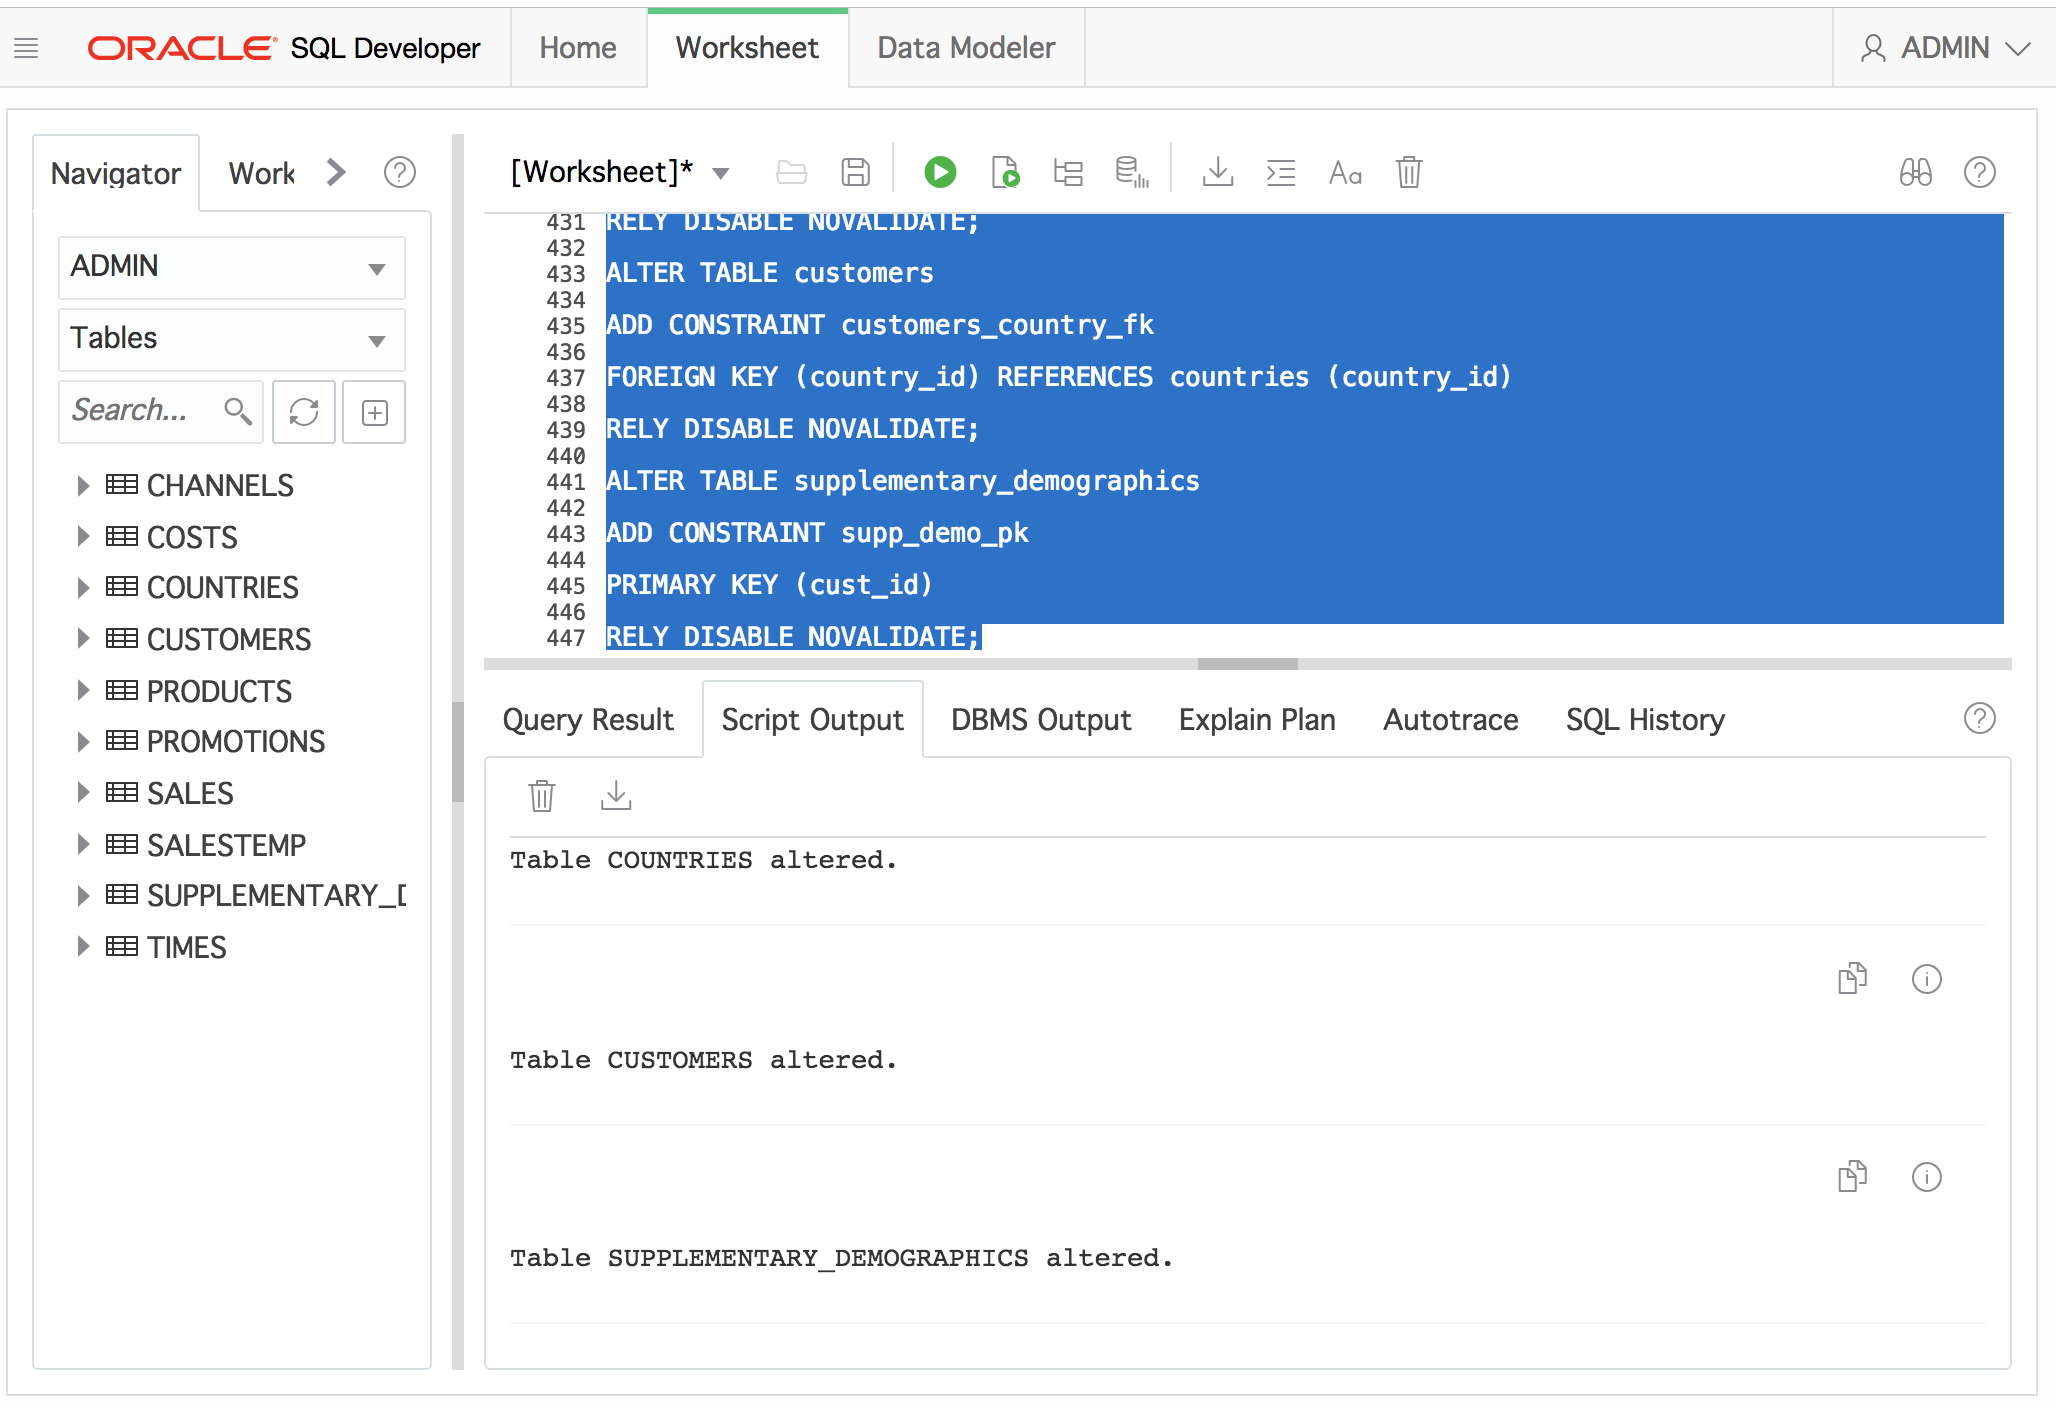 ORACLE SQL Developer
Home
Worksheet
Data Modeler
ADMIN
Navigator
Work
ADMIN
Tables
Search...
CHANNELS
COSTS
COUNTRIES
CUSTOMERS
PRODUCTS
PROMOTIONS
SALES
SALESTEMP
SUPPLEMENTARY_D
TIMES
[Worksheet]*
Aa
431 RELY DISABLE NOVALIDATE;
432
433 ALTER TABLE customers
434
435 ADD CONSTRAINT customers_country_fk
436
437 FOREIGN KEY (country_id) REFERENCES countries (country_id)
438
439 RELY DISABLE NOVALIDATE;
440
441 ALTER TABLE supplementary_demographics
442
443 ADD CONSTRAINT supp_demo_pk
444
445 PRIMARY KEY (cust_id)
446
447 RELY DISABLE NOVALIDATE;
Query Result
Script Output
DBMS Output
Explain Plan
Autotrace
SQL History
Table COUNTRIES altered.
Table CUSTOMERS altered.
Table SUPPLEMENTARY_DEMOGRAPHICS altered.